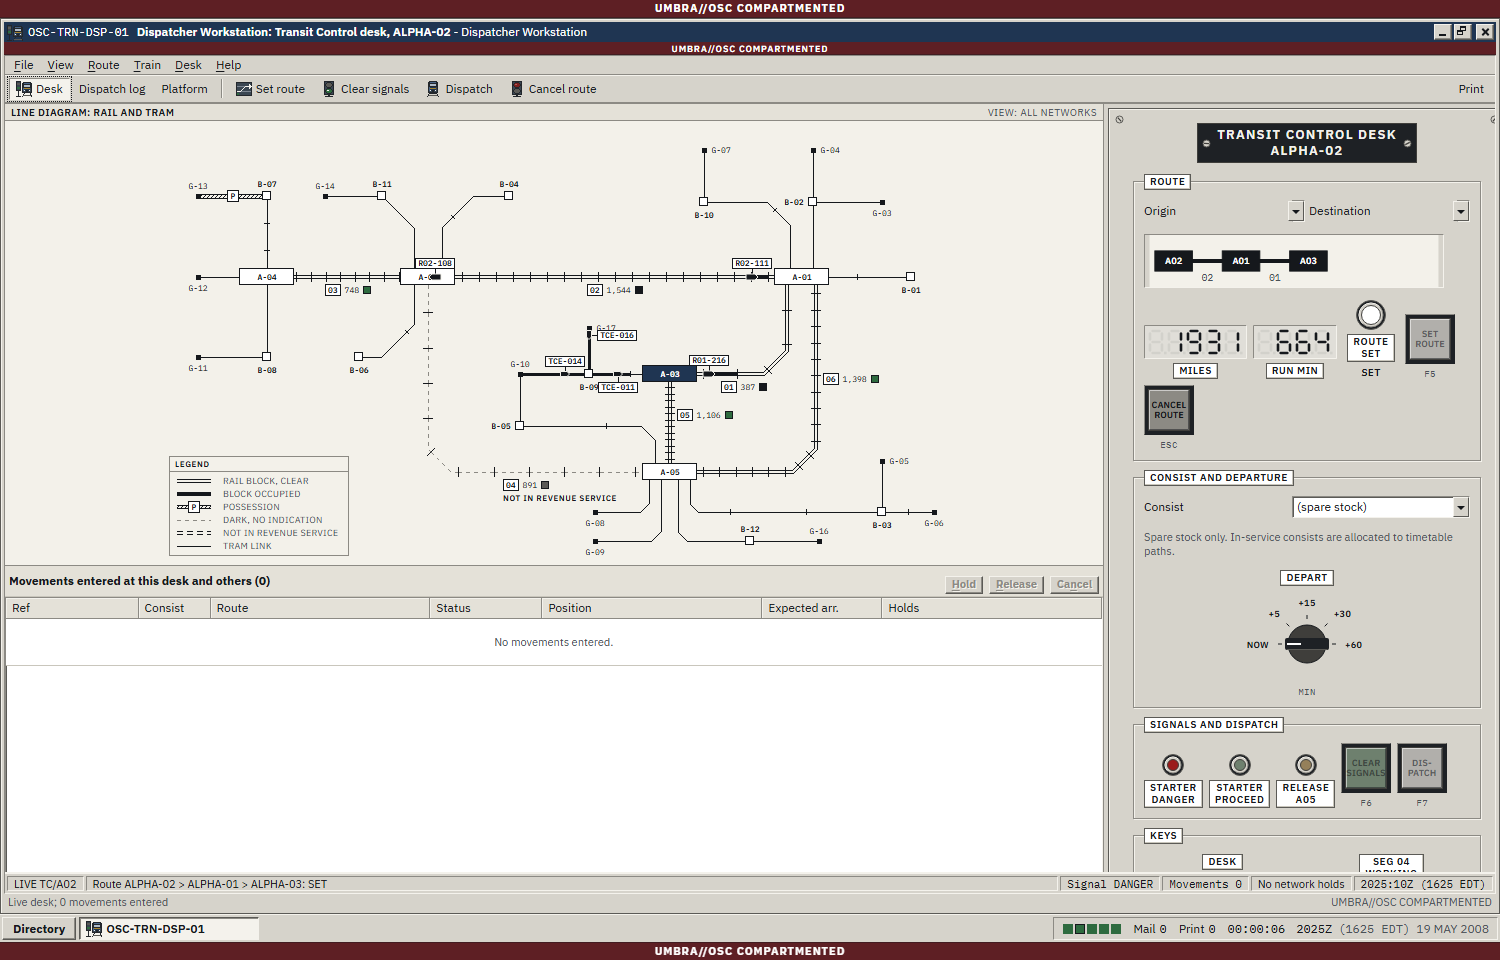 UMBRA//OSC COMPARTMENTED
OSC-TRN-DSP-01 Dispatcher Workstation: Transit Control desk, ALPHA-02 - Dispatcher Workstation
UMBRA//OSC COMPARTMENTED
File View Route Train Desk Help
Desk Dispatch log Platform Set route Clear signals Dispatch Cancel route Print
LINE DIAGRAM: RAIL AND TRAM VIEW: ALL NETWORKS
G-07 G-04
G-13 B-07 G-14 B-11 B-04
P
B-10 B-02 G-03
R02-108 R02-111
A-04 A-01
G-12 03 748 02 1,544 B-01
G-17
TCE-016
G-11 B-08 B-06
G-10 TCE-014 R01-216
A-03
B-09 TCE-011 01 387
06 1,398
05 1,106
B-05
A-05
G-05
04 891
NOT IN REVENUE SERVICE
G-08 B-03 G-06
B-12 G-16
G-09
LEGEND
RAIL BLOCK, CLEAR
BLOCK OCCUPIED
P POSSESSION
DARK, NO INDICATION
NOT IN REVENUE SERVICE
TRAM LINK
Movements entered at this desk and others (0) Hold Release Cancel
Ref Consist Route Status Position Expected arr. Holds
No movements entered.
TRANSIT CONTROL DESK
ALPHA-02
ROUTE
Origin Destination
A02 A01 A03
02 01
1931 664
MILES RUN MIN
ROUTE
SET
SET
SET
ROUTE
F5
CANCEL
ROUTE
ESC
CONSIST AND DEPARTURE
Consist (spare stock)
Spare stock only. In-service consists are allocated to timetable
paths.
DEPART
+15
+5 +30
NOW +60
MIN
SIGNALS AND DISPATCH
STARTER
DANGER
STARTER
PROCEED
RELEASE
A05
CLEAR
SIGNALS
F6
DIS-
PATCH
F7
KEYS
DESK SEG 04
WORKING
LIVE TC/A02 Route ALPHA-02 > ALPHA-01 > ALPHA-03: SET Signal DANGER Movements 0 No network holds 2025:10Z (1625 EDT)
Live desk; 0 movements entered UMBRA//OSC COMPARTMENTED
Directory OSC-TRN-DSP-01 Mail 0 Print 0 00:00:06 2025Z (1625 EDT) 19 MAY 2008
UMBRA//OSC COMPARTMENTED